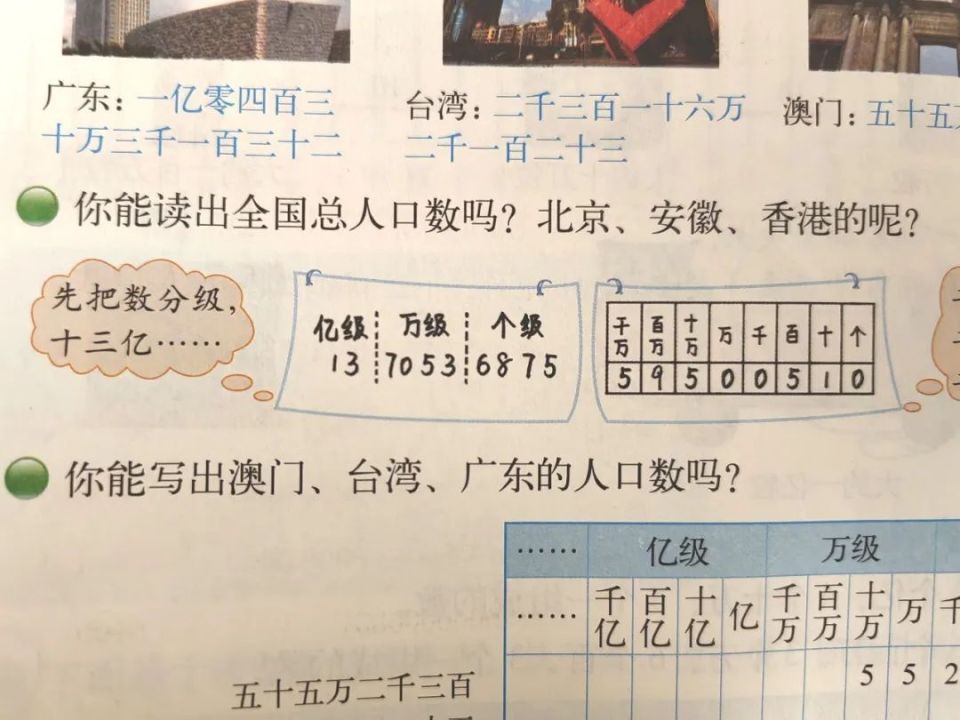 广东：一亿零四百三
十万三千一百三十二
台湾：二千三百一十六万
二千一百二十三
澳门：五十五
你能读出全国总人口数吗？北京、安徽、香港的呢？
先把数分级，
十三亿……
亿级 万级 个级
13 7053 6875
千万 百万 十万 万 千 百 十 个
5 9 5 0 0 5 1 0
你能写出澳门、台湾、广东的人口数吗？
…… 亿级 万级
…… 千亿 百亿 十亿 亿 千万 百万 十万 万 千
五十五万二千三百
5 5 2